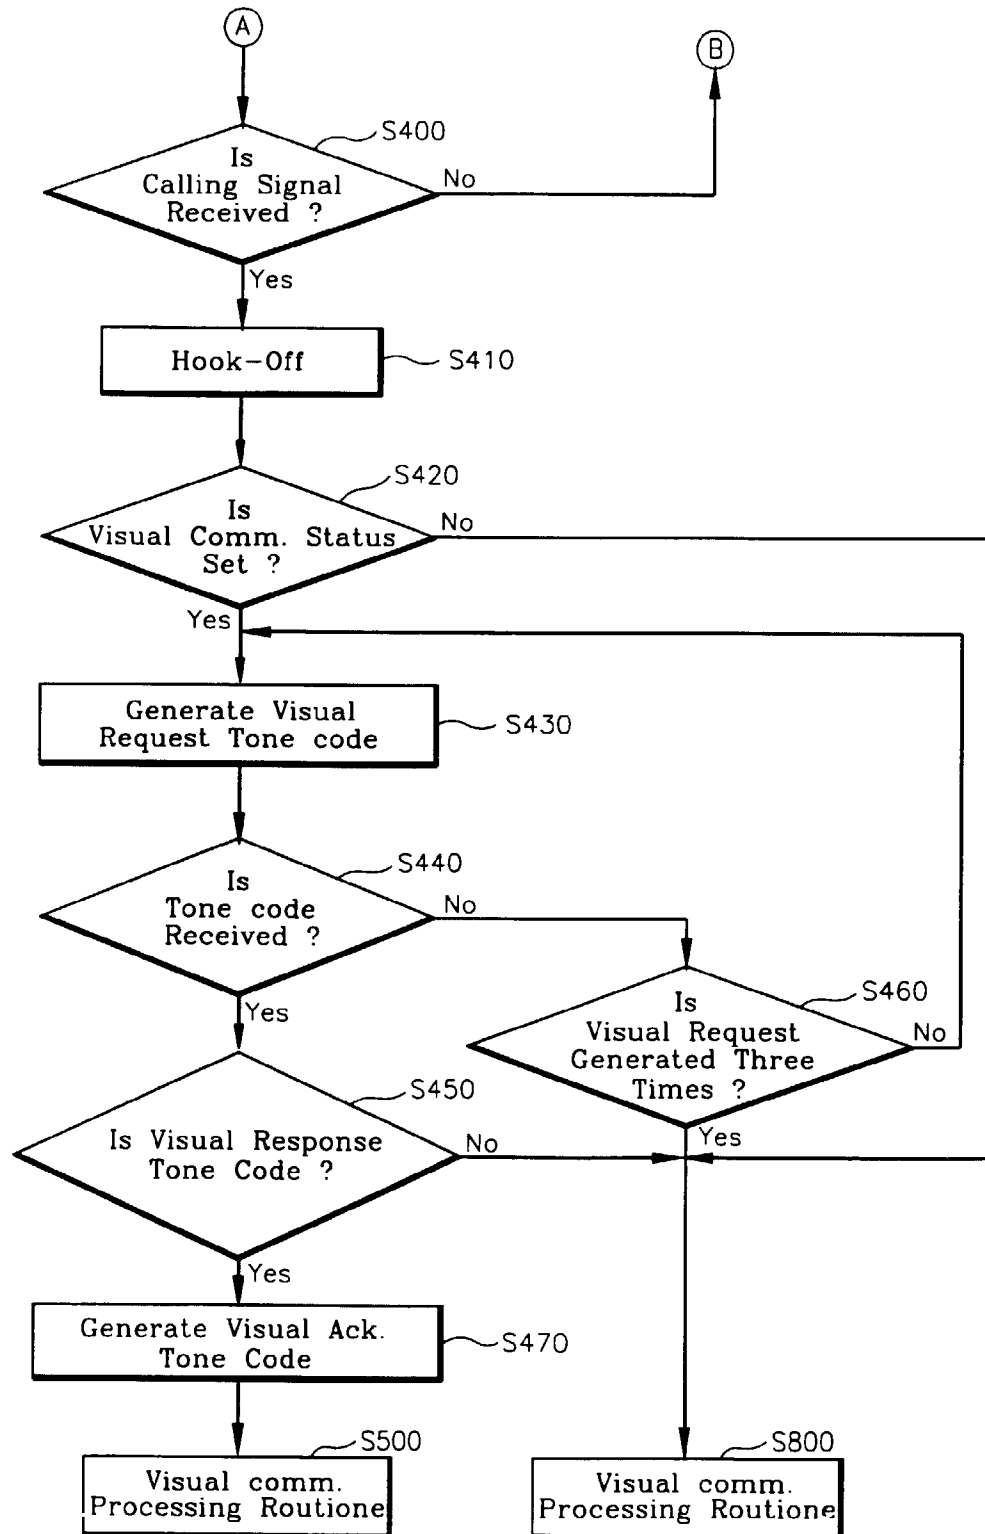 A
B
S400
Is
Calling Signal
Received ?
No
Yes
Hook-Off
S410
S420
Is
Visual Comm. Status
Set ?
No
Yes
Generate Visual
Request Tone code
S430
S440
Is
Tone code
Received ?
No
Yes
S460
Is
Visual Request
Generated Three
Times ?
No
Yes
S450
Is Visual Response
Tone Code ?
No
Yes
Generate Visual Ack.
Tone Code
S470
S500
Visual comm.
Processing Routione
S800
Visual comm.
Processing Routione